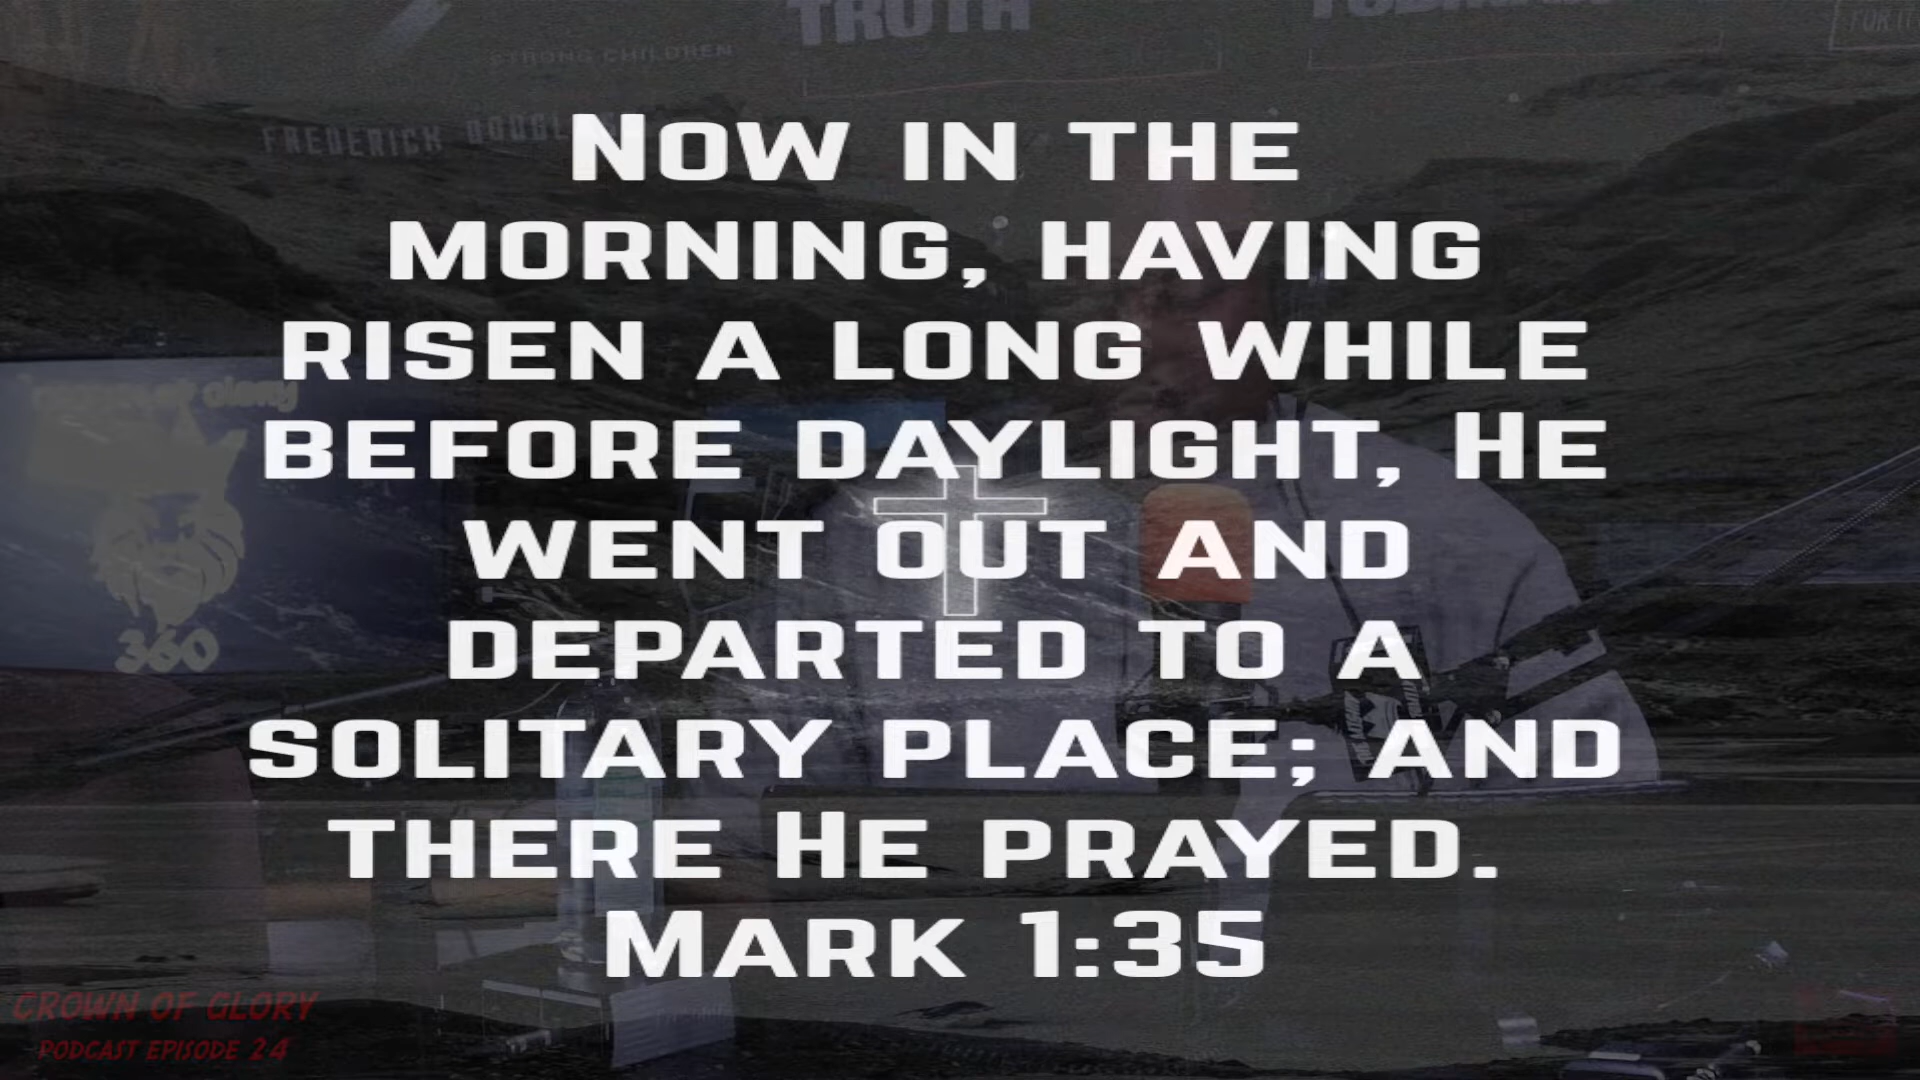 TRUTH
STRONG CHILDREN
FREDERICK
NOW IN THE
MORNING, HAVING
RISEN A LONG WHILE
BEFORE DAYLIGHT, HE
WENT OUT AND
DEPARTED TO A
SOLITARY PLACE; AND
THERE HE PRAYED.
MARK 1:35
360
CROWN OF GLORY
PODCAST EPISODE 24